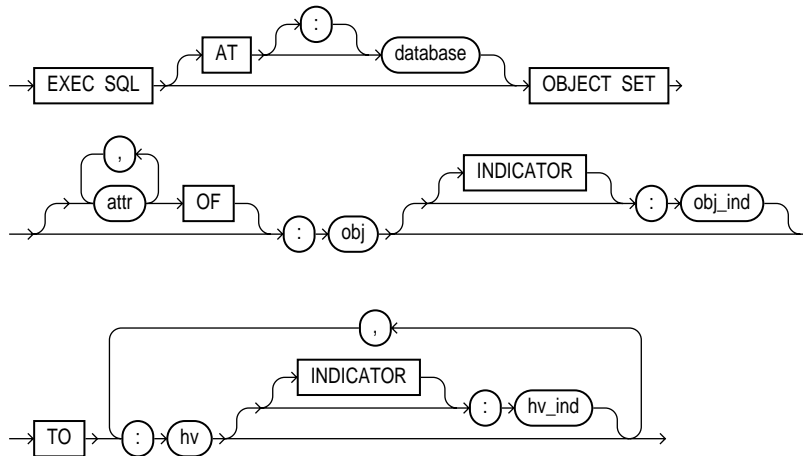 :
AT database
EXEC SQL OBJECT SET
,
INDICATOR
attr OF : obj_ind
: obj
,
INDICATOR
TO : hv : hv_ind